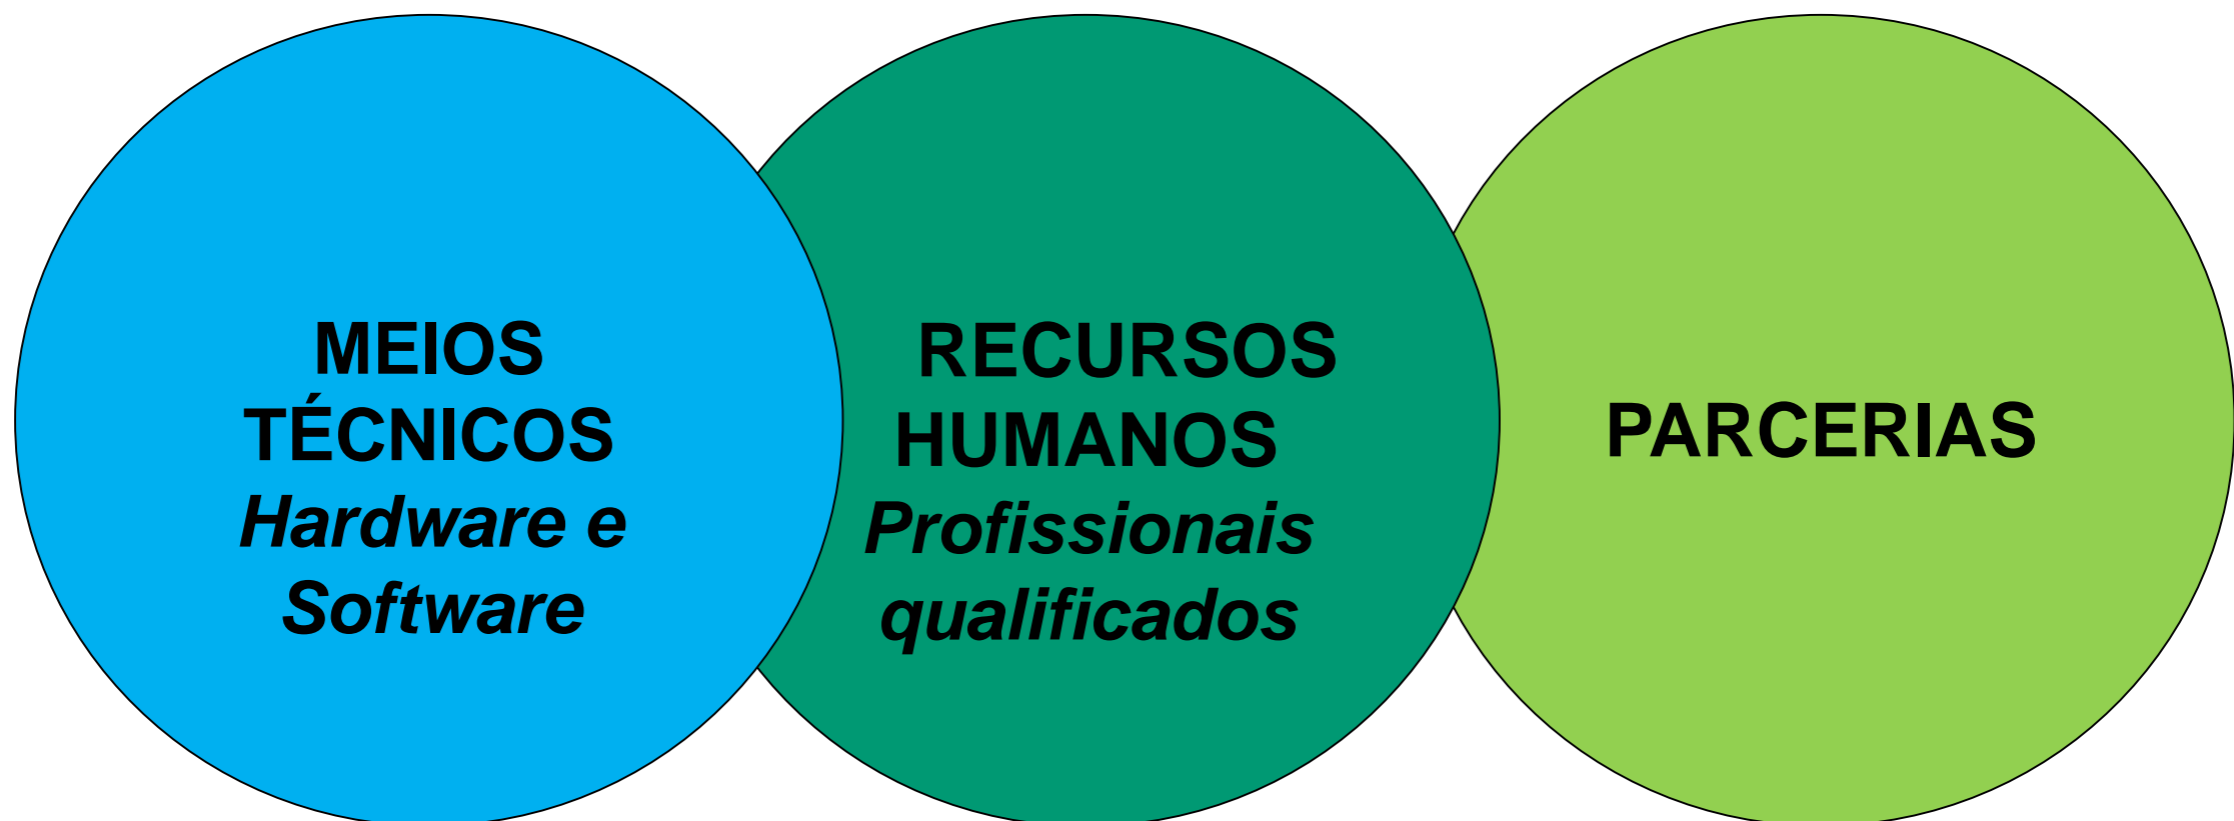 MEIOS
TÉCNICOS
Hardware e
Software
RECURSOS
HUMANOS
Profissionais
qualificados
PARCERIAS